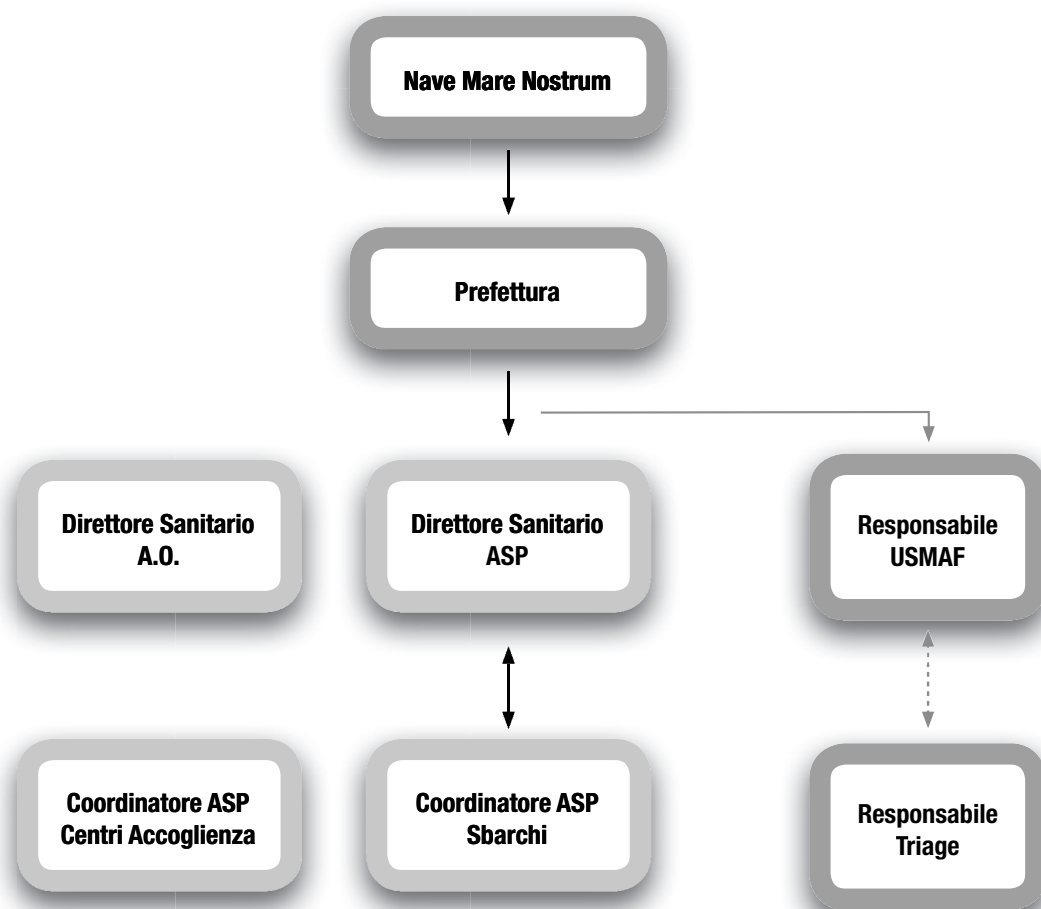 Nave Mare Nostrum
Prefettura
Direttore Sanitario
A.O.
Direttore Sanitario
ASP
Responsabile
USMAF
Coordinatore ASP
Centri Accoglienza
Coordinatore ASP
Sbarchi
Responsabile
Triage